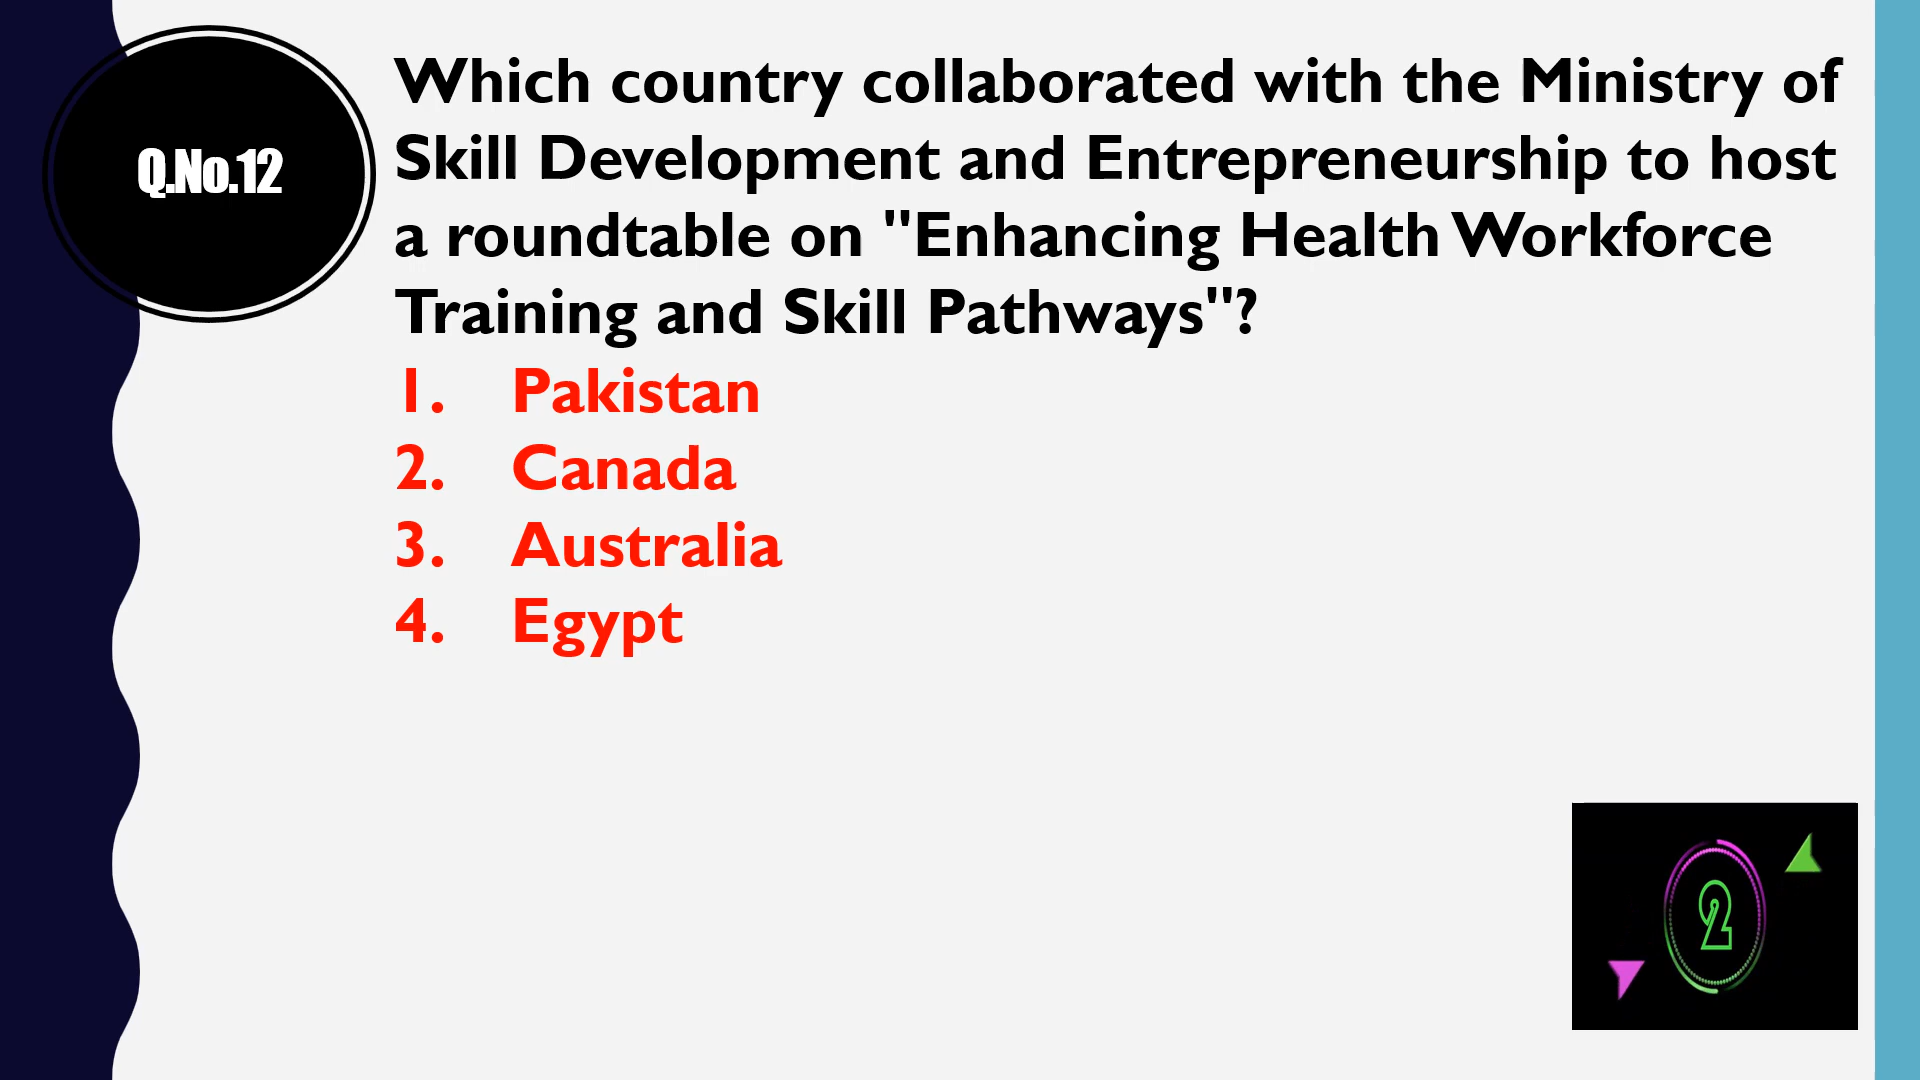 Q.No.12
Which country collaborated with the Ministry of
Skill Development and Entrepreneurship to host
a roundtable on "Enhancing Health Workforce
Training and Skill Pathways"?
1. Pakistan
2. Canada
3. Australia
4. Egypt
2